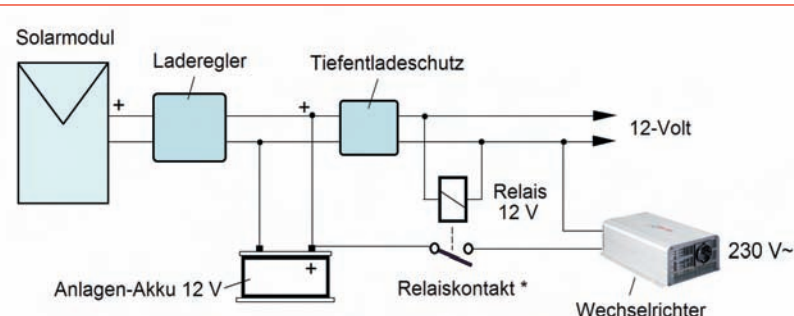 Solarmodul
Laderegler
Tiefentladeschutz
+
+
12-Volt
Relais
12 V
230 V~
+
Anlagen-Akku 12 V
Relaiskontakt *
Wechselrichter